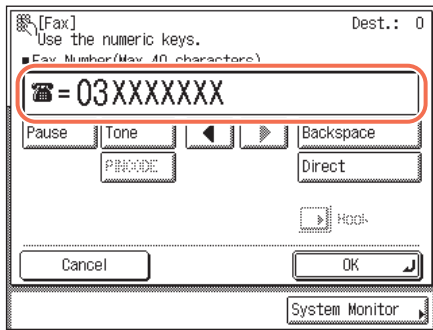 [Fax] Dest.: 0
Use the numeric keys.
■Fax Number(Max 40 characters)
☎=03XXXXXXX
Pause Tone ◀ ▶ Backspace
PINCODE Direct
Hook
Cancel OK
System Monitor